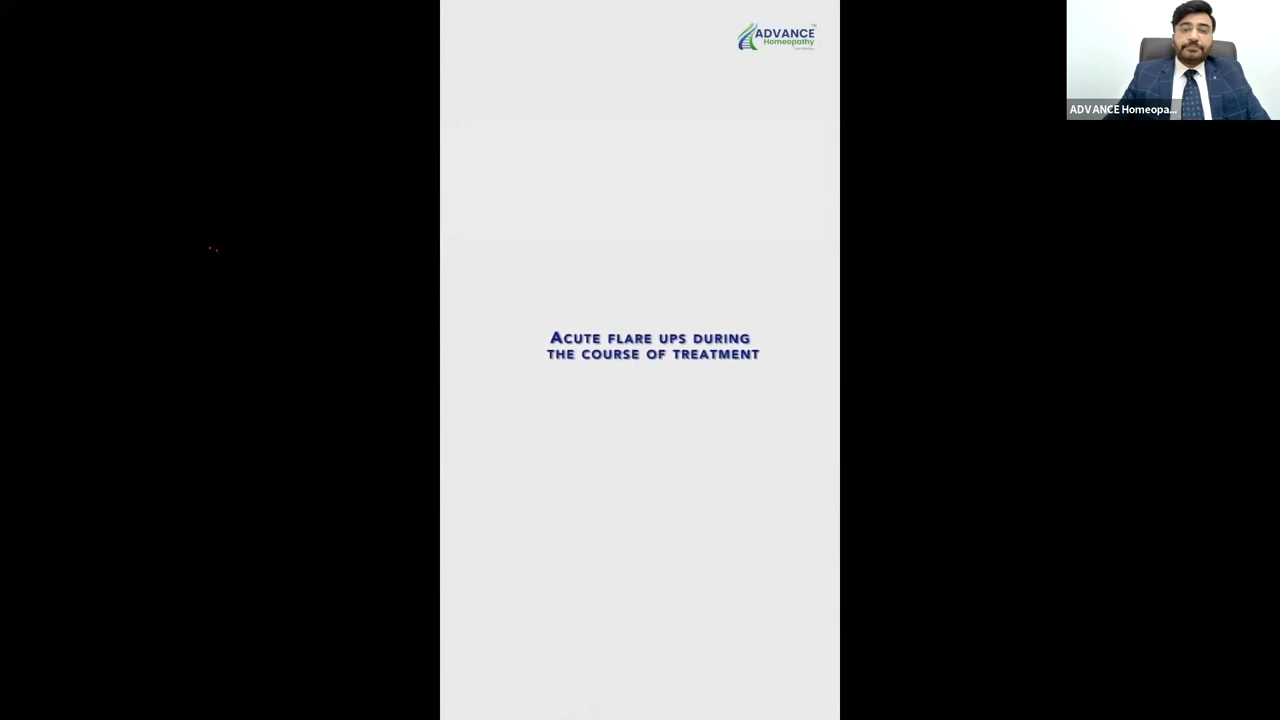 ADVANCE
Homeopathy
ADVANCE Homeopa...
ACUTE FLARE UPS DURING
THE COURSE OF TREATMENT